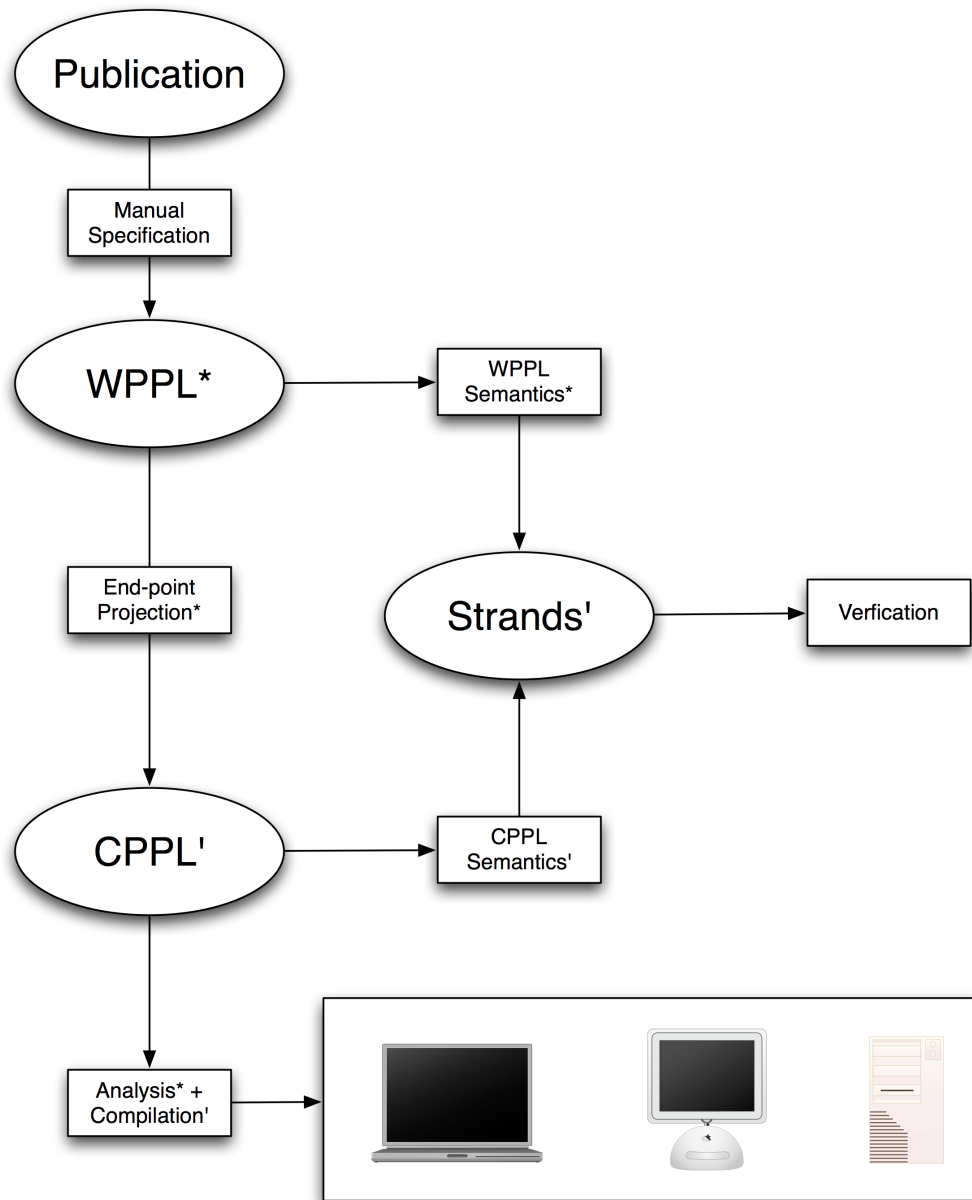 Publication
Manual
Specification
WPPL*
WPPL
Semantics*
End-point
Projection*
Strands'
Verfication
CPPL'
CPPL
Semantics'
Analysis* +
Compilation'